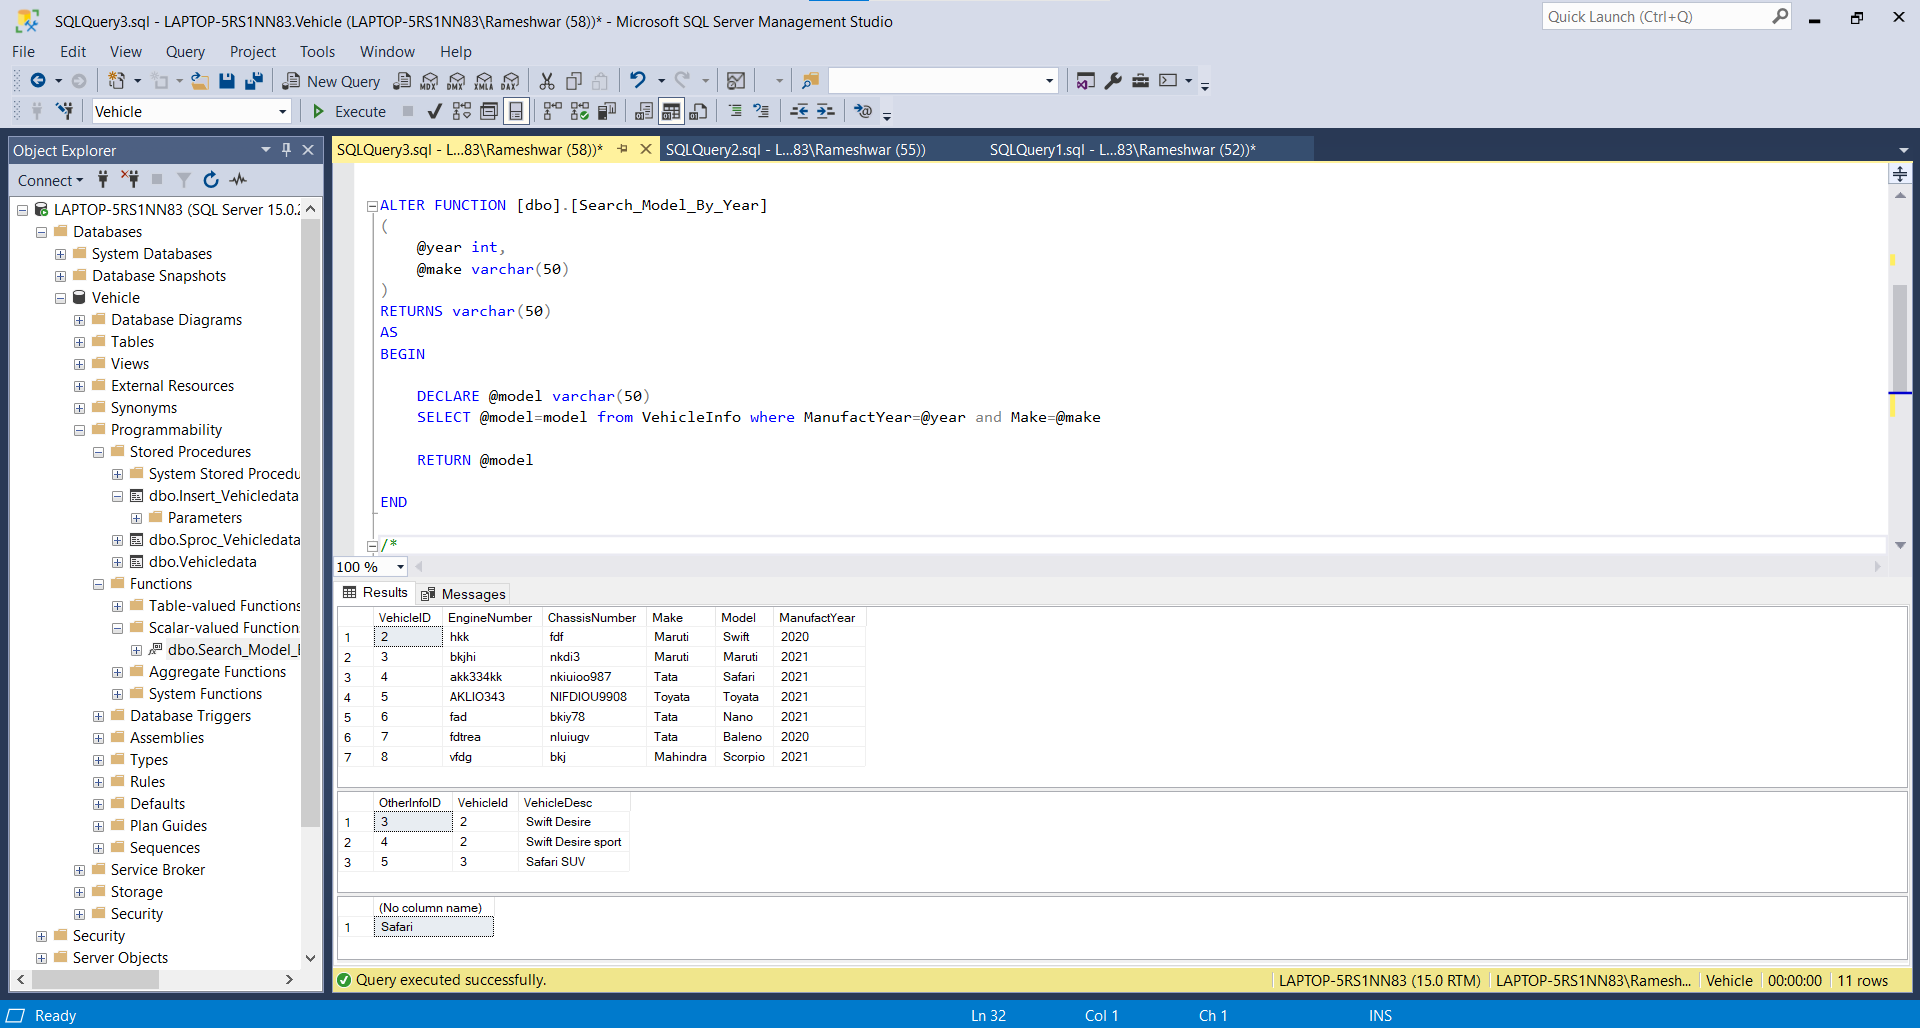 SQLQuery3.sql - LAPTOP-5RS1NN83.Vehicle (LAPTOP-5RS1NN83\Rameshwar (58))* - Microsoft SQL Server Management Studio
Quick Launch (Ctrl+Q)
File Edit View Query Project Tools Window Help
New Query MDX DMX XMLA DAX
Vehicle Execute
Object Explorer
SQLQuery3.sql - L...83\Rameshwar (58))* SQLQuery2.sql - L...83\Rameshwar (55)) SQLQuery1.sql - L...83\Rameshwar (52))*
Connect
LAPTOP-5RS1NN83 (SQL Server 15.0.2
Databases
System Databases
Database Snapshots
Vehicle
Database Diagrams
Tables
Views
External Resources
Synonyms
Programmability
Stored Procedures
System Stored Procedu
dbo.Insert_Vehicledata
Parameters
dbo.Sproc_Vehicledata
dbo.Vehicledata
Functions
Table-valued Functions
Scalar-valued Function
dbo.Search_Model_
Aggregate Functions
System Functions
Database Triggers
Assemblies
Types
Rules
Defaults
Plan Guides
Sequences
Service Broker
Storage
Security
Security
Server Objects
ALTER FUNCTION [dbo].[Search_Model_By_Year]
(
@year int,
@make varchar(50)
)
RETURNS varchar(50)
AS
BEGIN
DECLARE @model varchar(50)
SELECT @model=model from VehicleInfo where ManufactYear=@year and Make=@make
RETURN @model
END
/*
100 %
Results Messages
VehicleID EngineNumber ChassisNumber Make Model ManufactYear
1 2 hkk fdf Maruti Swift 2020
2 3 bkjhi nkdi3 Maruti Maruti 2021
3 4 akk334kk nkiuioo987 Tata Safari 2021
4 5 AKLIO343 NIFDIOU9908 Toyata Toyata 2021
5 6 fad bkiy78 Tata Nano 2021
6 7 fdtrea nluiugv Tata Baleno 2020
7 8 vfdg bkj Mahindra Scorpio 2021
OtherInfoID VehicleId VehicleDesc
1 3 2 Swift Desire
2 4 2 Swift Desire sport
3 5 3 Safari SUV
(No column name)
1 Safari
Query executed successfully. LAPTOP-5RS1NN83 (15.0 RTM) LAPTOP-5RS1NN83\Ramesh... Vehicle 00:00:00 11 rows
Ready Ln 32 Col 1 Ch 1 INS